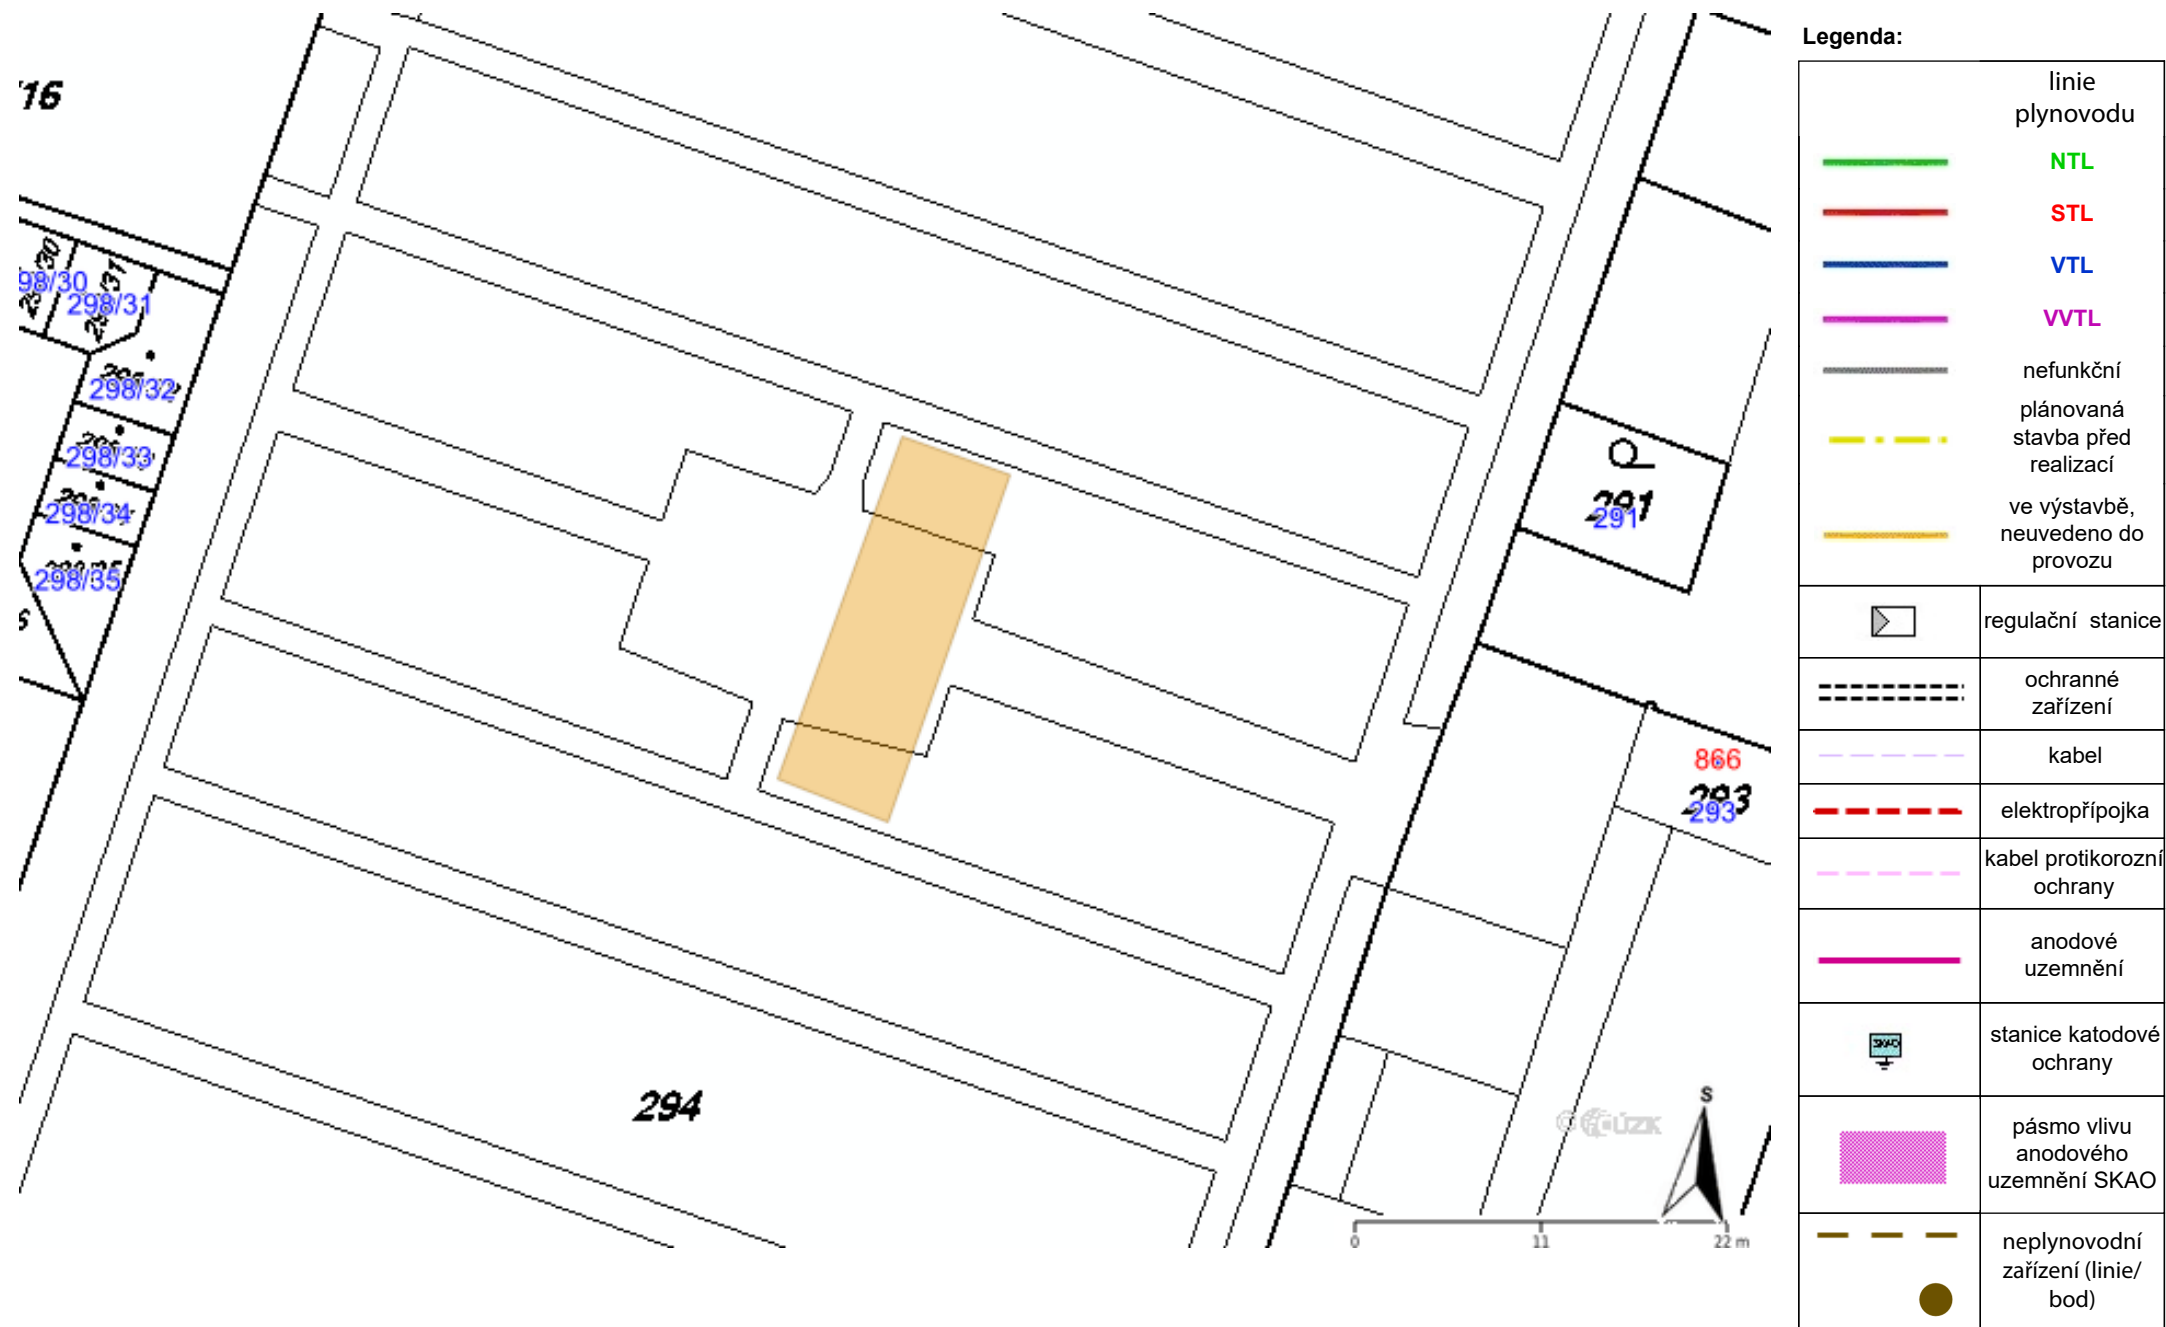 '16
98/30
298/31
298/32
298/33
298/34
298/35
291
291
866
293
293
294
S
0
11
22 m
Legenda:
linie
plynovodu
NTL
STL
VTL
VVTL
nefunkční
plánovaná
stavba před
realizací
ve výstavbě,
neuvedeno do
provozu
regulační stanice
ochranné
zařízení
kabel
elektropřípojka
kabel protikorozní
ochrany
anodové
uzemnění
SKAO
stanice katodové
ochrany
pásmo vlivu
anodového
uzemnění SKAO
neplynovodní
zařízení (linie/
bod)